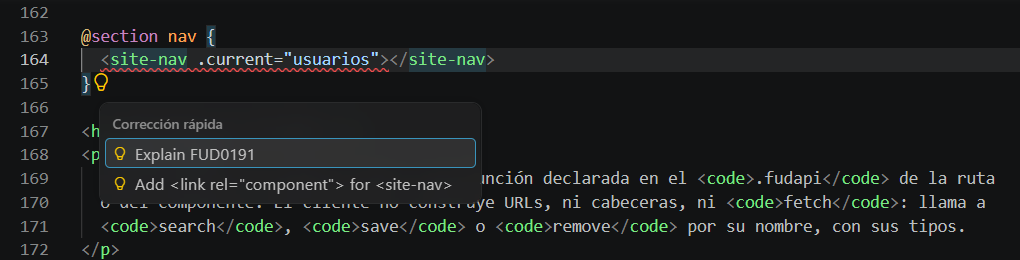 162
163 @section nav {
164 <site-nav .current="usuarios"></site-nav>
165 }
166
Corrección rápida
167 <h
Explain FUD0191
168 <p
Add <link rel="component"> for <site-nav>
169 unción declarada en el <code>.fudapi</code> de la ruta
170 o del componente. El cliente no construye URLs, ni cabeceras, ni <code>fetch</code>: llama a
171 <code>search</code>, <code>save</code> o <code>remove</code> por su nombre, con sus tipos.
172 </p>